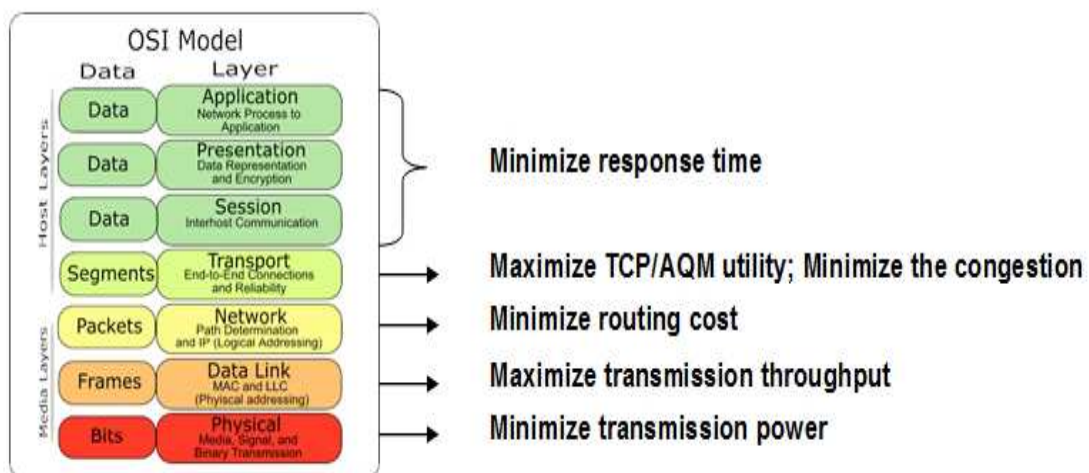 OSI Model
Data Layer
Host Layers
Data
Application
Network Process to
Application
Data
Presentation
Data Representation
and Encryption
Data
Session
Interhost Communication
Minimize response time
Segments
Transport
End-to-End Connections
and Reliability
Maximize TCP/AQM utility; Minimize the congestion
Media Layers
Packets
Network
Path Determination
and IP (Logical Addressing)
Minimize routing cost
Frames
Data Link
MAC and LLC
(Phyiscal addressing)
Maximize transmission throughput
Bits
Physical
Media, Signal, and
Binary Transmission
Minimize transmission power